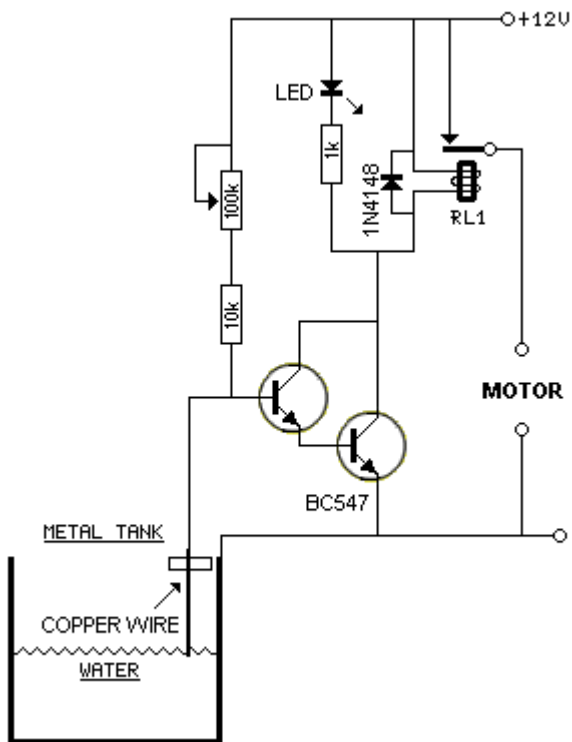 +12V
LED
1k
1N4148
RL1
100k
10k
MOTOR
BC547
METAL TANK
COPPER WIRE
WATER